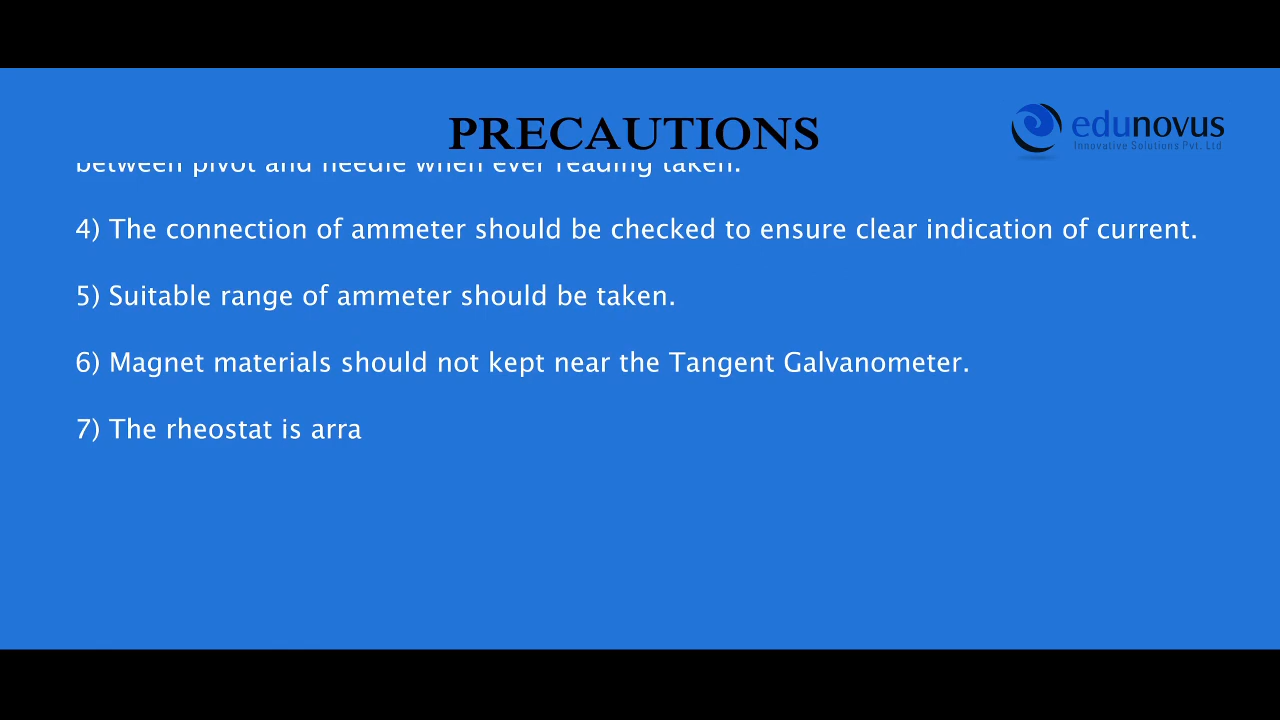 PRECAUTIONS
edunovus
Innovative Solutions Pvt. Ltd
between pivot and needle when ever reading taken.
4) The connection of ammeter should be checked to ensure clear indication of current.
5) Suitable range of ammeter should be taken.
6) Magnet materials should not kept near the Tangent Galvanometer.
7) The rheostat is arra